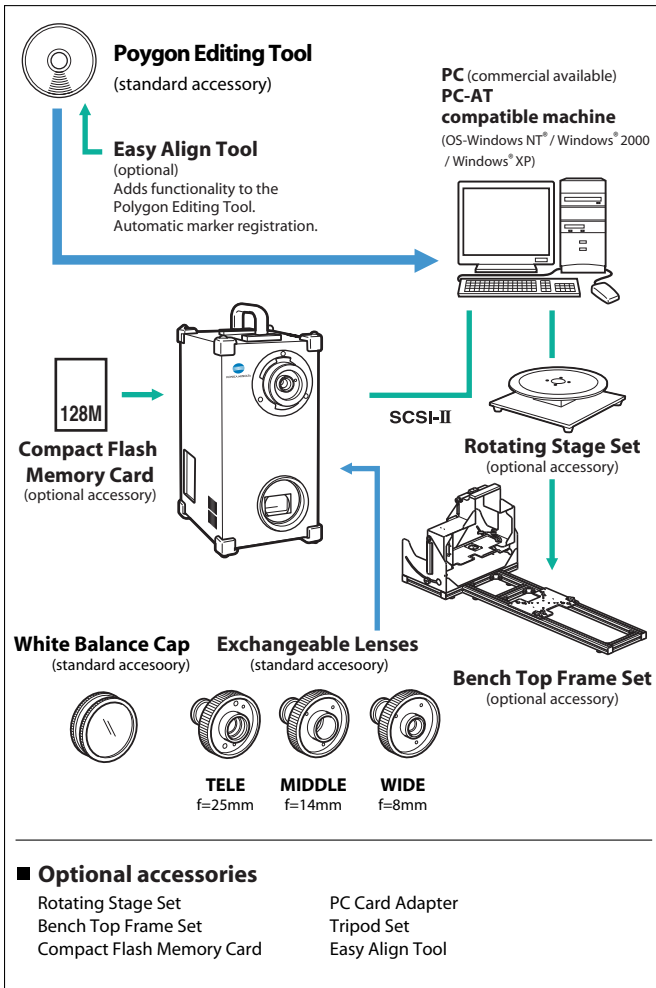 Poygon Editing Tool
(standard accessory)
Easy Align Tool
(optional)
Adds functionality to the
Polygon Editing Tool.
Automatic marker registration.
PC (commercial available)
PC-AT
compatible machine
(OS-Windows NT® / Windows® 2000
/ Windows® XP)
128M
Compact Flash
Memory Card
(optional accessory)
KONICA MINOLTA
SCSI-II
Rotating Stage Set
(optional accessory)
White Balance Cap
(standard accesoory)
Exchangeable Lenses
(standard accesoory)
Bench Top Frame Set
(optional accessory)
TELE
f=25mm
MIDDLE
f=14mm
WIDE
f=8mm
■ Optional accessories
Rotating Stage Set
Bench Top Frame Set
Compact Flash Memory Card
PC Card Adapter
Tripod Set
Easy Align Tool